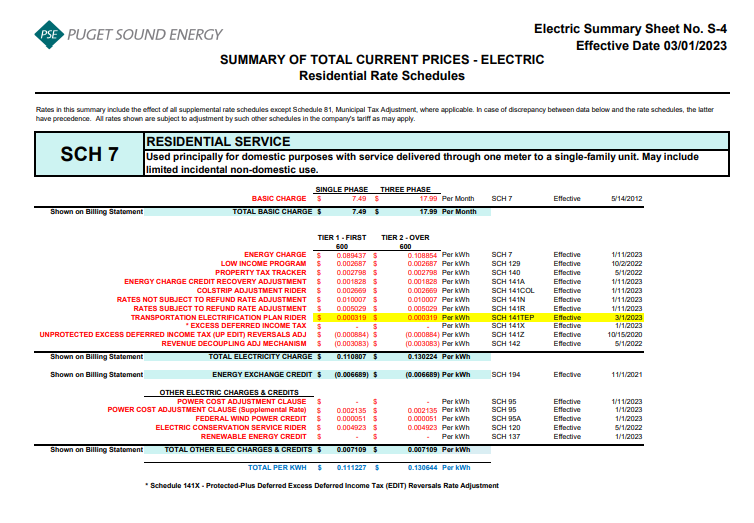 PSE PUGET SOUND ENERGY
Electric Summary Sheet No. S-4
Effective Date 03/01/2023
SUMMARY OF TOTAL CURRENT PRICES - ELECTRIC
Residential Rate Schedules
Rates in this summary include the effect of all supplemental rate schedules except Schedule 81, Municipal Tax Adjustment, where applicable. In case of discrepancy between data below and the rate schedules, the latter
have precedence. All rates shown are subject to adjustment by such other schedules in the company's tariff as may apply.
SCH 7
RESIDENTIAL SERVICE
Used principally for domestic purposes with service delivered through one meter to a single-family unit. May include
limited incidental non-domestic use.
SINGLE PHASE THREE PHASE
BASIC CHARGE $ 7.49 $ 17.99 Per Month SCH 7 Effective 5/14/2012
Shown on Billing Statement TOTAL BASIC CHARGE $ 7.49 $ 17.99 Per Month
TIER 1 - FIRST TIER 2 - OVER
600 600
ENERGY CHARGE $ 0.089437 $ 0.108854 Per kWh SCH 7 Effective 1/11/2023
LOW INCOME PROGRAM $ 0.002687 $ 0.002687 Per kWh SCH 129 Effective 10/2/2022
PROPERTY TAX TRACKER $ 0.002798 $ 0.002798 Per kWh SCH 140 Effective 5/1/2022
ENERGY CHARGE CREDIT RECOVERY ADJUSTMENT $ 0.001828 $ 0.001828 Per kWh SCH 141A Effective 1/11/2023
COLSTRIP ADJUSTMENT RIDER $ 0.002669 $ 0.002669 Per kWh SCH 141COL Effective 1/11/2023
RATES NOT SUBJECT TO REFUND RATE ADJUSTMENT $ 0.010007 $ 0.010007 Per kWh SCH 141N Effective 1/11/2023
RATES SUBJECT TO REFUND RATE ADJUSTMENT $ 0.005029 $ 0.005029 Per kWh SCH 141R Effective 1/11/2023
TRANSPORTATION ELECTRIFICATION PLAN RIDER $ 0.000319 $ 0.000319 Per kWh SCH 141TEP Effective 3/1/2023
* EXCESS DEFERRED INCOME TAX $ - $ - Per kWh SCH 141X Effective 1/1/2023
UNPROTECTED EXCESS DEFERRED INCOME TAX (UP EDIT) REVERSALS ADJ $ (0.000884) $ (0.000884) Per kWh SCH 141Z Effective 10/15/2020
REVENUE DECOUPLING ADJ MECHANISM $ (0.003083) $ (0.003083) Per kWh SCH 142 Effective 5/1/2022
Shown on Billing Statement TOTAL ELECTRICITY CHARGE $ 0.110807 $ 0.130224 Per kWh
Shown on Billing Statement ENERGY EXCHANGE CREDIT $ (0.006689) $ (0.006689) Per kWh SCH 194 Effective 11/1/2021
OTHER ELECTRIC CHARGES & CREDITS
POWER COST ADJUSTMENT CLAUSE $ - $ - Per kWh SCH 95 Effective 1/11/2023
POWER COST ADJUSTMENT CLAUSE (Supplemental Rate) $ 0.002135 $ 0.002135 Per kWh SCH 95 Effective 1/1/2023
FEDERAL WIND POWER CREDIT $ 0.000051 $ 0.000051 Per kWh SCH 95A Effective 1/1/2023
ELECTRIC CONSERVATION SERVICE RIDER $ 0.004923 $ 0.004923 Per kWh SCH 120 Effective 5/1/2022
RENEWABLE ENERGY CREDIT $ - $ - Per kWh SCH 137 Effective 1/1/2023
Shown on Billing Statement TOTAL OTHER ELEC CHARGES & CREDITS $ 0.007109 $ 0.007109 Per kWh
TOTAL PER KWH $ 0.111227 $ 0.130644 Per kWh
* Schedule 141X - Protected-Plus Deferred Excess Deferred Income Tax (EDIT) Reversals Rate Adjustment